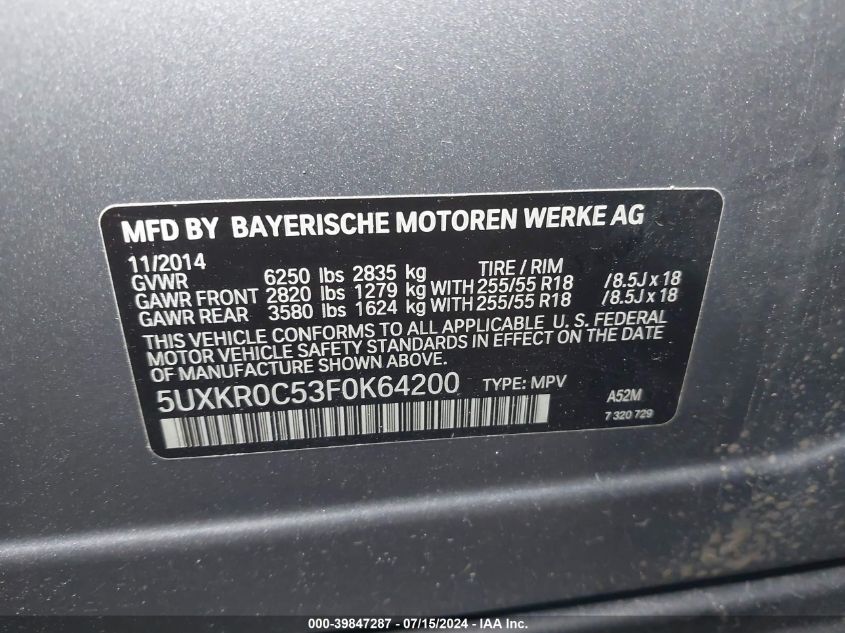 MFD BY BAYERISCHE MOTOREN WERKE AG
11/2014 TIRE / RIM
GVWR 6250 lbs 2835 kg
GAWR FRONT 2820 lbs 1279 kg WITH 255/55 R18 /8.5J x 18
GAWR REAR 3580 lbs 1624 kg WITH 255/55 R18 /8.5J x 18
THIS VEHICLE CONFORMS TO ALL APPLICABLE U. S. FEDERAL
MOTOR VEHICLE SAFETY STANDARDS IN EFFECT ON THE DATE
OF MANUFACTURE SHOWN ABOVE.
5UXKR0C53F0K64200 TYPE: MPV A52M
7 320 729
000-39847287 - 07/15/2024 - IAA Inc.